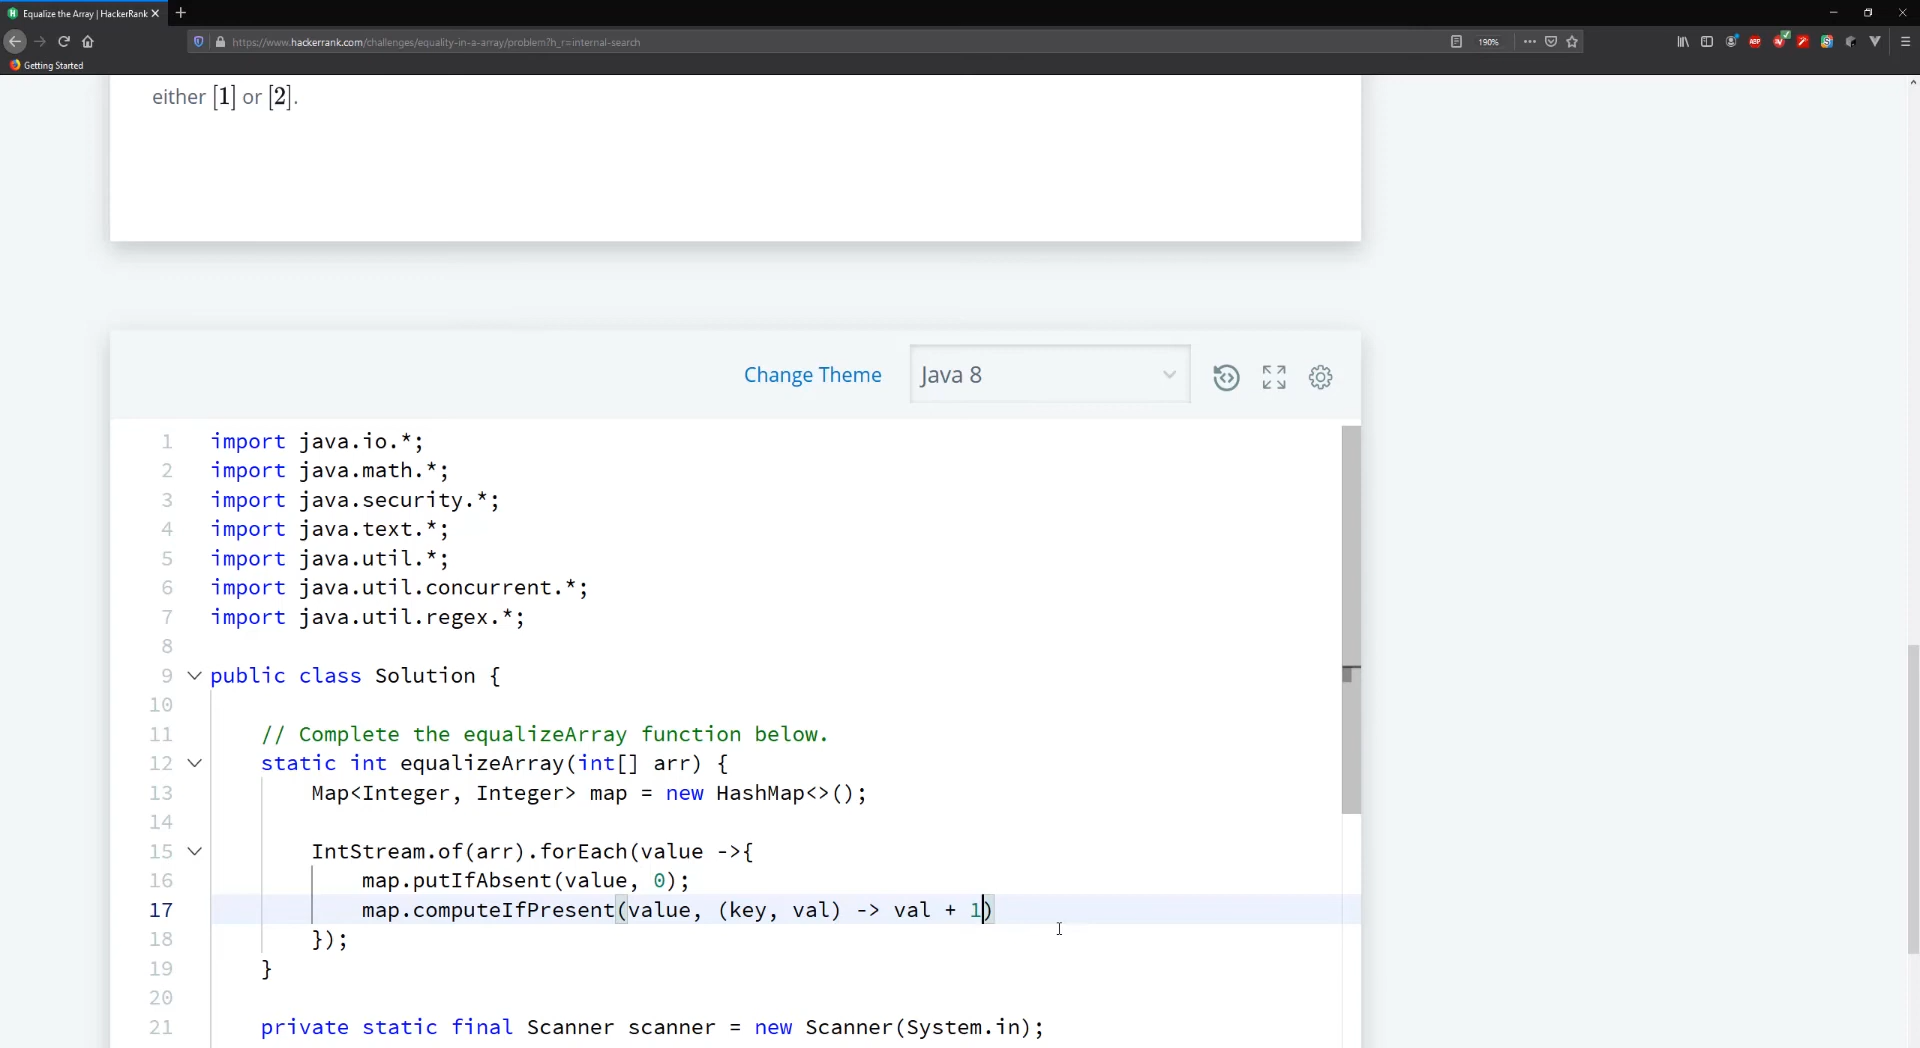 Equalize the Array | HackerRank
https://www.hackerrank.com/challenges/equality-in-a-array/problem?h_r=internal-search
190%
ABP
Getting Started
either [1] or [2].
Change Theme
Java 8
1 import java.io.*;
2 import java.math.*;
3 import java.security.*;
4 import java.text.*;
5 import java.util.*;
6 import java.util.concurrent.*;
7 import java.util.regex.*;
8
9 public class Solution {
10
11 // Complete the equalizeArray function below.
12 static int equalizeArray(int[] arr) {
13 Map<Integer, Integer> map = new HashMap<>();
14
15 IntStream.of(arr).forEach(value ->{
16 map.putIfAbsent(value, 0);
17 map.computeIfPresent(value, (key, val) -> val + 1)
18 });
19 }
20
21 private static final Scanner scanner = new Scanner(System.in);